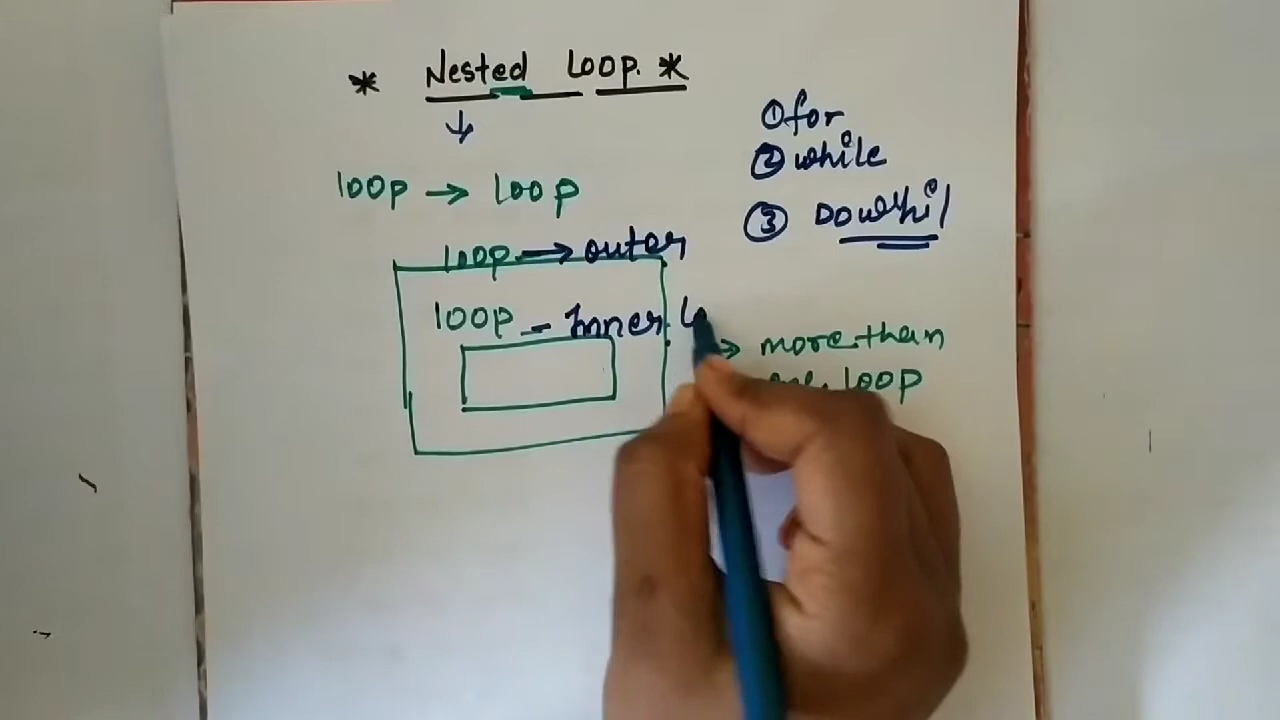 * Nested Loop. *
loop → loop
loop → outer
loop - Inner
① for
② while
③ Dowhil
→ more than
loop